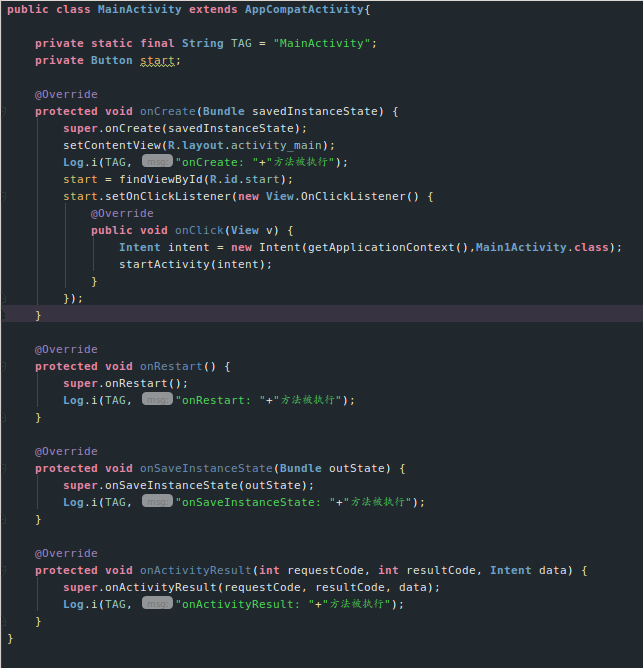 public class MainActivity extends AppCompatActivity{
private static final String TAG = "MainActivity";
private Button start;
@Override
protected void onCreate(Bundle savedInstanceState) {
super.onCreate(savedInstanceState);
setContentView(R.layout.activity_main);
Log.i(TAG, msg: "onCreate: "+"方法被执行");
start = findViewById(R.id.start);
start.setOnClickListener(new View.OnClickListener() {
@Override
public void onClick(View v) {
Intent intent = new Intent(getApplicationContext(),Main1Activity.class);
startActivity(intent);
}
});
}
@Override
protected void onRestart() {
super.onRestart();
Log.i(TAG, msg: "onRestart: "+"方法被执行");
}
@Override
protected void onSaveInstanceState(Bundle outState) {
super.onSaveInstanceState(outState);
Log.i(TAG, msg: "onSaveInstanceState: "+"方法被执行");
}
@Override
protected void onActivityResult(int requestCode, int resultCode, Intent data) {
super.onActivityResult(requestCode, resultCode, data);
Log.i(TAG, msg: "onActivityResult: "+"方法被执行");
}
}